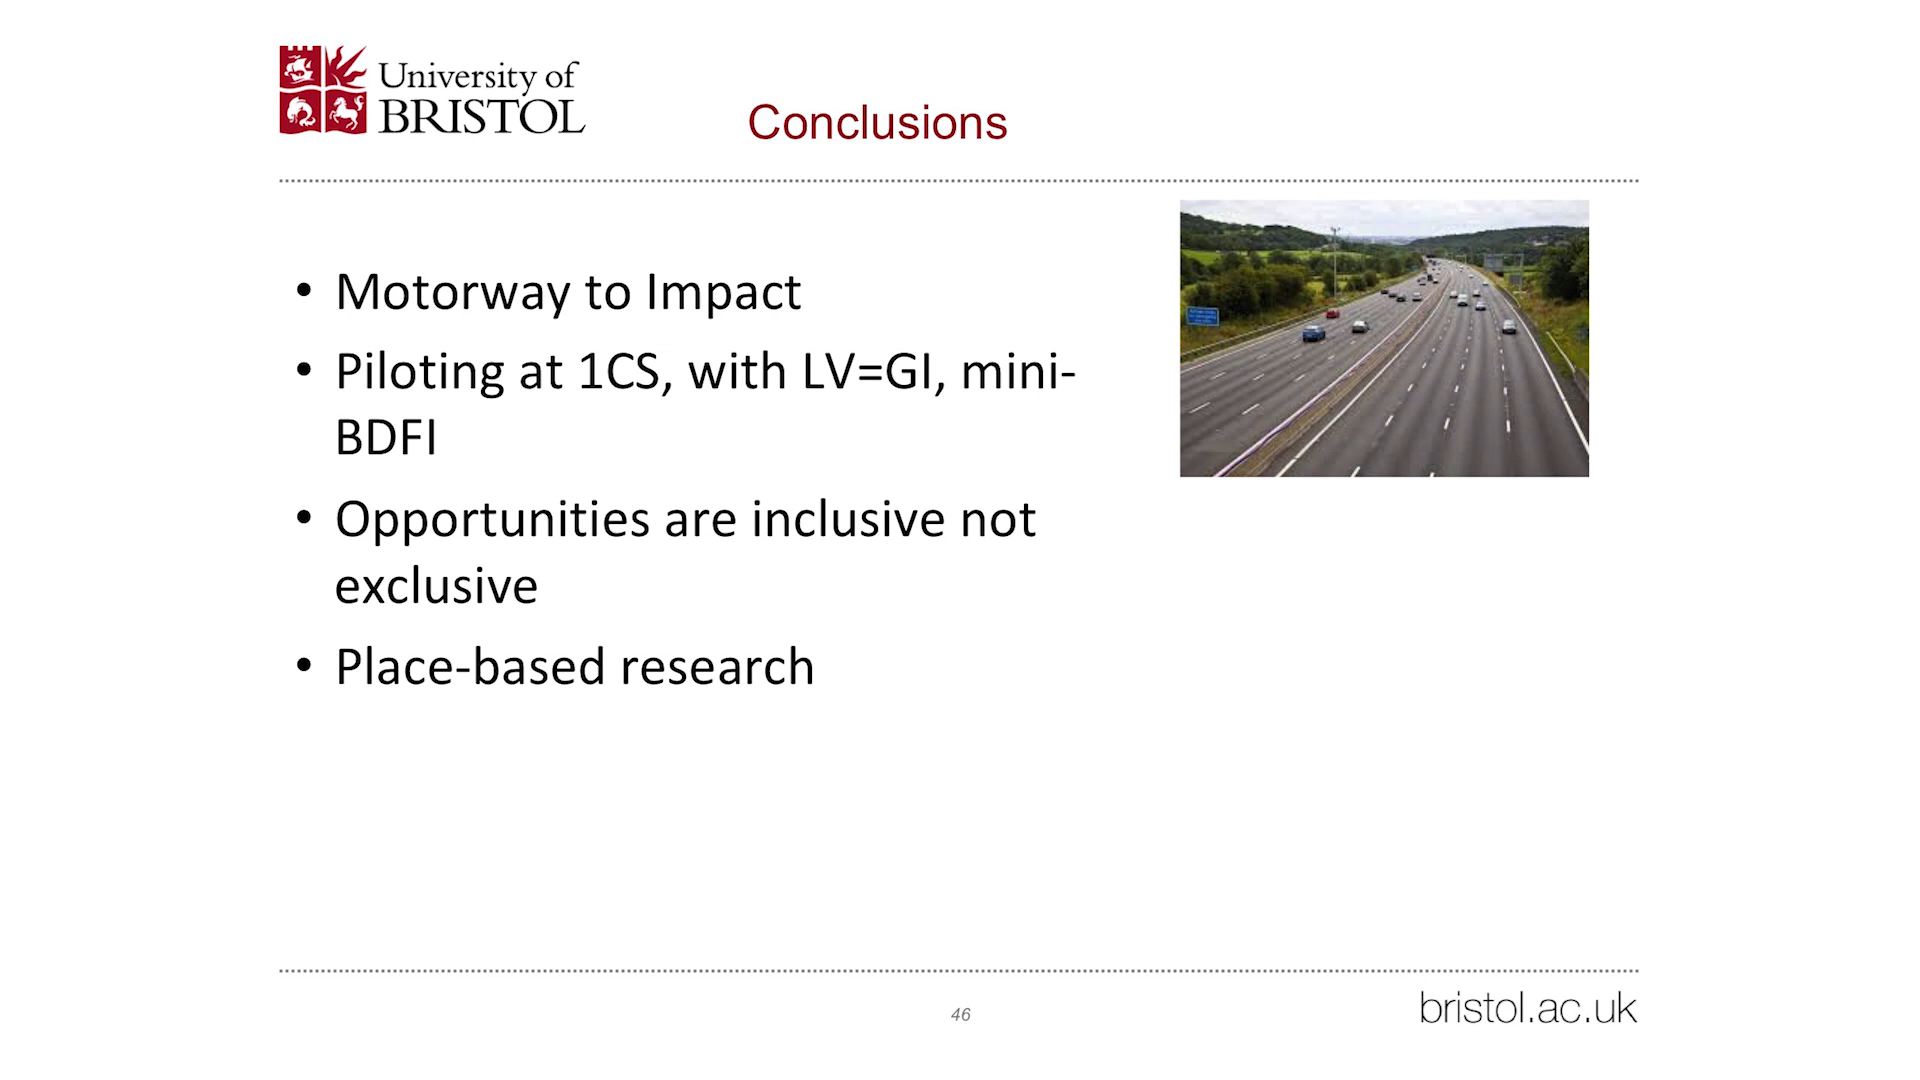 University of
BRISTOL
Conclusions
• Motorway to Impact
• Piloting at 1CS, with LV=GI, mini-
BDFI
• Opportunities are inclusive not
exclusive
• Place-based research
46
bristol.ac.uk